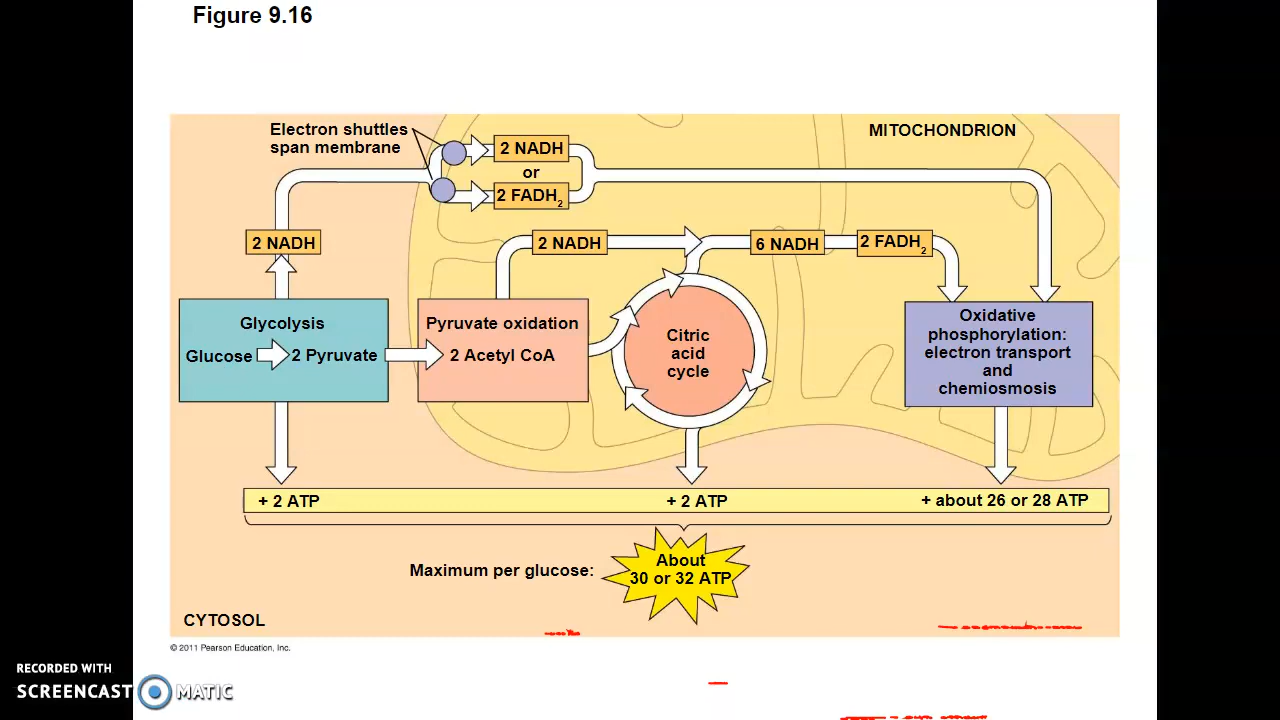 Figure 9.16
Electron shuttles
span membrane
2 NADH
or
2 FADH2
MITOCHONDRION
2 NADH
2 NADH
6 NADH
2 FADH2
Glycolysis
Glucose
2 Pyruvate
Pyruvate oxidation
2 Acetyl CoA
Citric
acid
cycle
Oxidative
phosphorylation:
electron transport
and
chemiosmosis
+ 2 ATP
+ 2 ATP
+ about 26 or 28 ATP
Maximum per glucose:
About
30 or 32 ATP
CYTOSOL
© 2011 Pearson Education, Inc.
RECORDED WITH
SCREENCAST MATIC